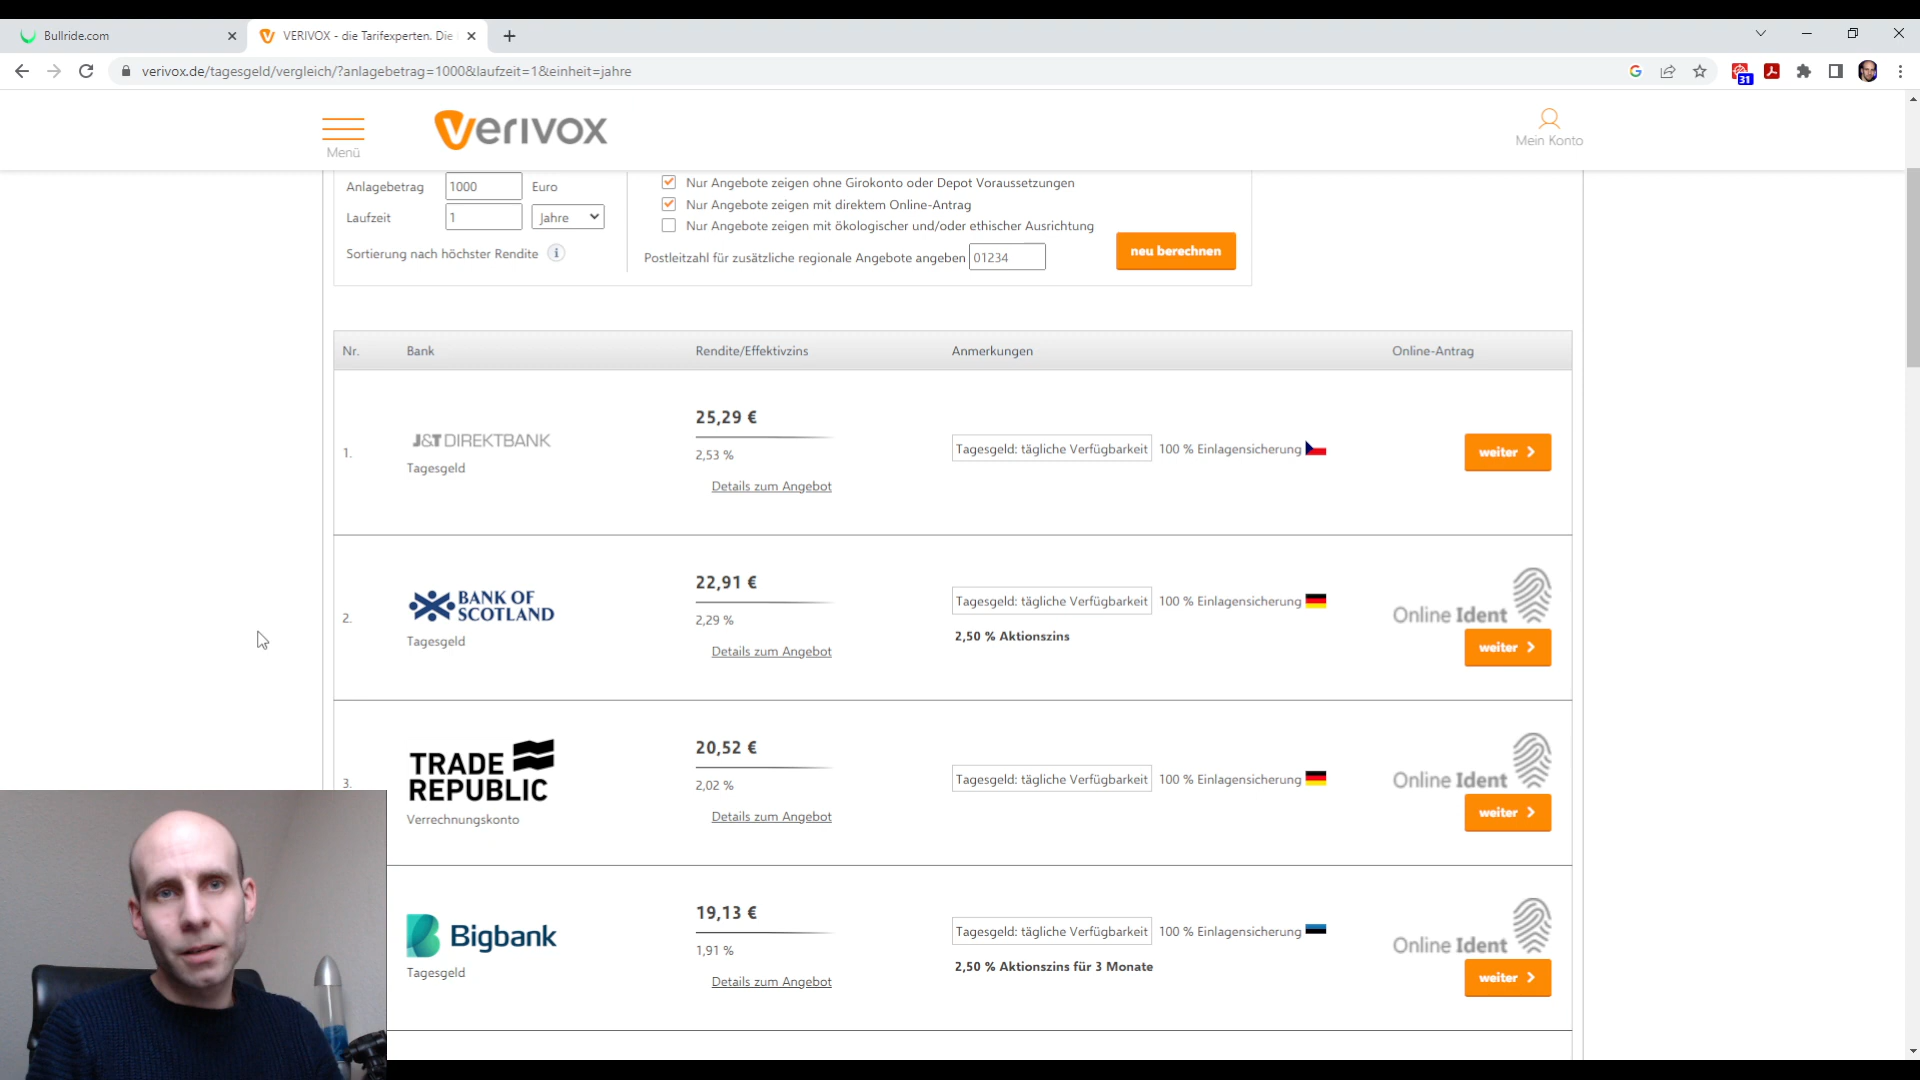 Bullride.com
VERIVOX - die Tarifexperten. Die
verivox.de/tagesgeld/vergleich/?anlagebetrag=1000&laufzeit=1&einheit=jahre
31
Menü
Verivox
Mein Konto
Anlagebetrag 1000 Euro
Laufzeit 1 Jahre
Sortierung nach höchster Rendite i
Nur Angebote zeigen ohne Girokonto oder Depot Voraussetzungen
Nur Angebote zeigen mit direktem Online-Antrag
Nur Angebote zeigen mit ökologischer und/oder ethischer Ausrichtung
Postleitzahl für zusätzliche regionale Angebote angeben 01234
neu berechnen
Nr. Bank Rendite/Effektivzins Anmerkungen Online-Antrag
1.
J&T DIREKTBANK
Tagesgeld
25,29 €
2,53 %
Details zum Angebot
Tagesgeld: tägliche Verfügbarkeit 100 % Einlagensicherung
weiter
2.
BANK OF
SCOTLAND
Tagesgeld
22,91 €
2,29 %
Details zum Angebot
Tagesgeld: tägliche Verfügbarkeit 100 % Einlagensicherung
2,50 % Aktionszins
Online Ident
weiter
3.
TRADE
REPUBLIC
Verrechnungskonto
20,52 €
2,02 %
Details zum Angebot
Tagesgeld: tägliche Verfügbarkeit 100 % Einlagensicherung
Online Ident
weiter
Bigbank
Tagesgeld
19,13 €
1,91 %
Details zum Angebot
Tagesgeld: tägliche Verfügbarkeit 100 % Einlagensicherung
2,50 % Aktionszins für 3 Monate
Online Ident
weiter